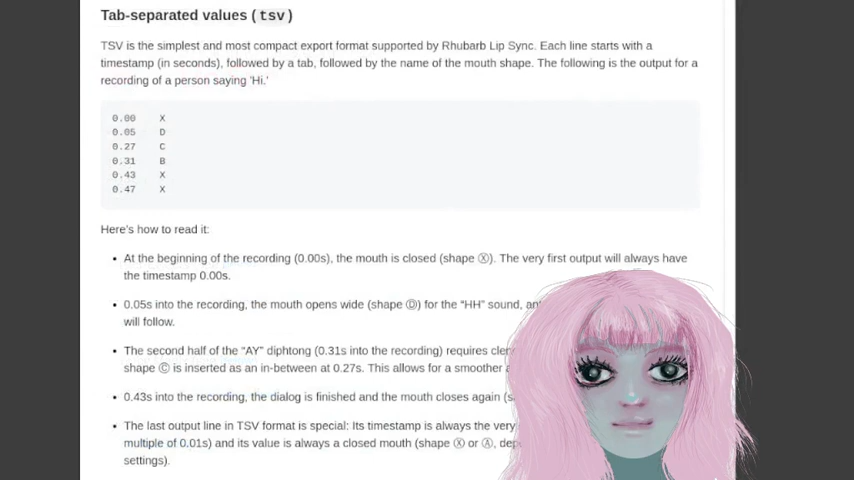 Tab-separated values (tsv)
TSV is the simplest and most compact export format supported by Rhubarb Lip Sync. Each line starts with a
timestamp (in seconds), followed by a tab, followed by the name of the mouth shape. The following is the output for a
recording of a person saying 'Hi.'
0.00 X
0.05 D
0.27 C
0.31 B
0.43 X
0.47 X
Here's how to read it:
• At the beginning of the recording (0.00s), the mouth is closed (shape Ⓧ). The very first output will always have
the timestamp 0.00s.
• 0.05s into the recording, the mouth opens wide (shape Ⓓ) for the “HH” sound,
will follow.
• The second half of the “AY” diphtong (0.31s into the recording) requires
shape Ⓒ is inserted as an in-between at 0.27s. This allows for a smoother
• 0.43s into the recording, the dialog is finished and the mouth closes again
• The last output line in TSV format is special: Its timestamp is always the very
multiple of 0.01s) and its value is always a closed mouth (shape Ⓧ or Ⓐ,
settings).